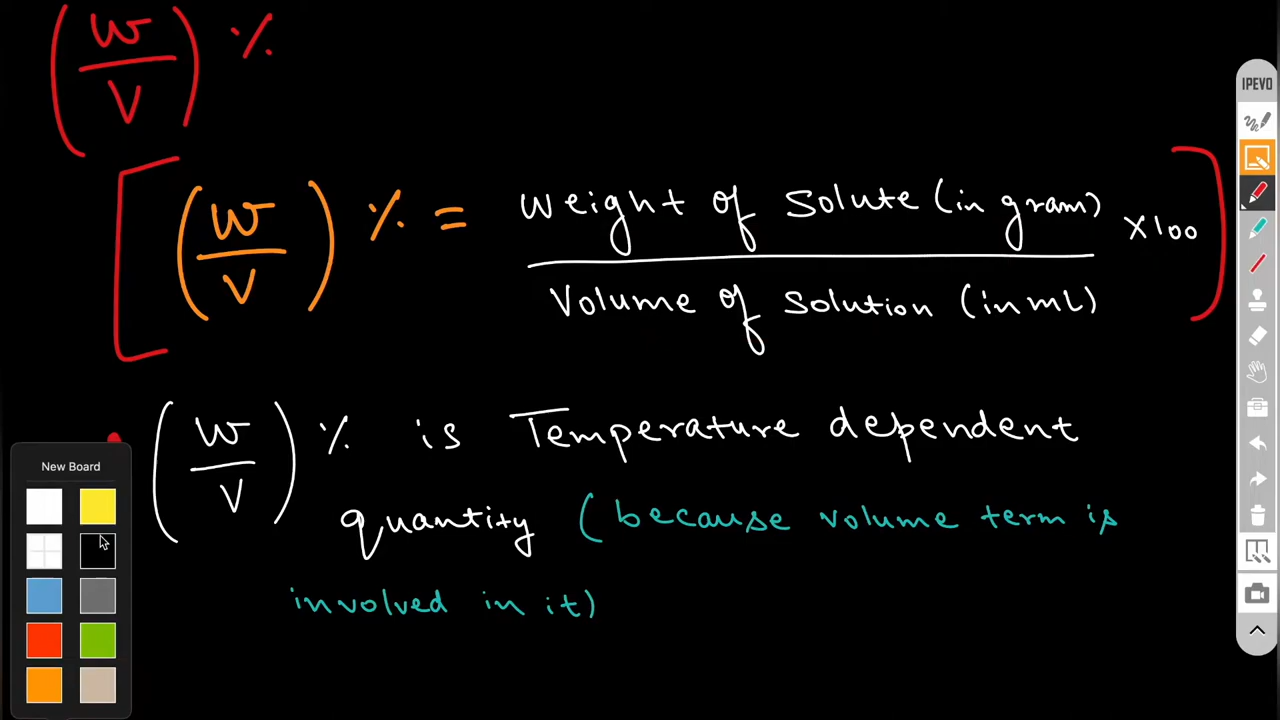 (w/v) %
IPEVO
[(w/v) % = Weight of Solute (in gram) / Volume of Solution (in mL) ×100]
• (w/v) % is Temperature dependent
quantity (because volume term is
involved in it)
New Board